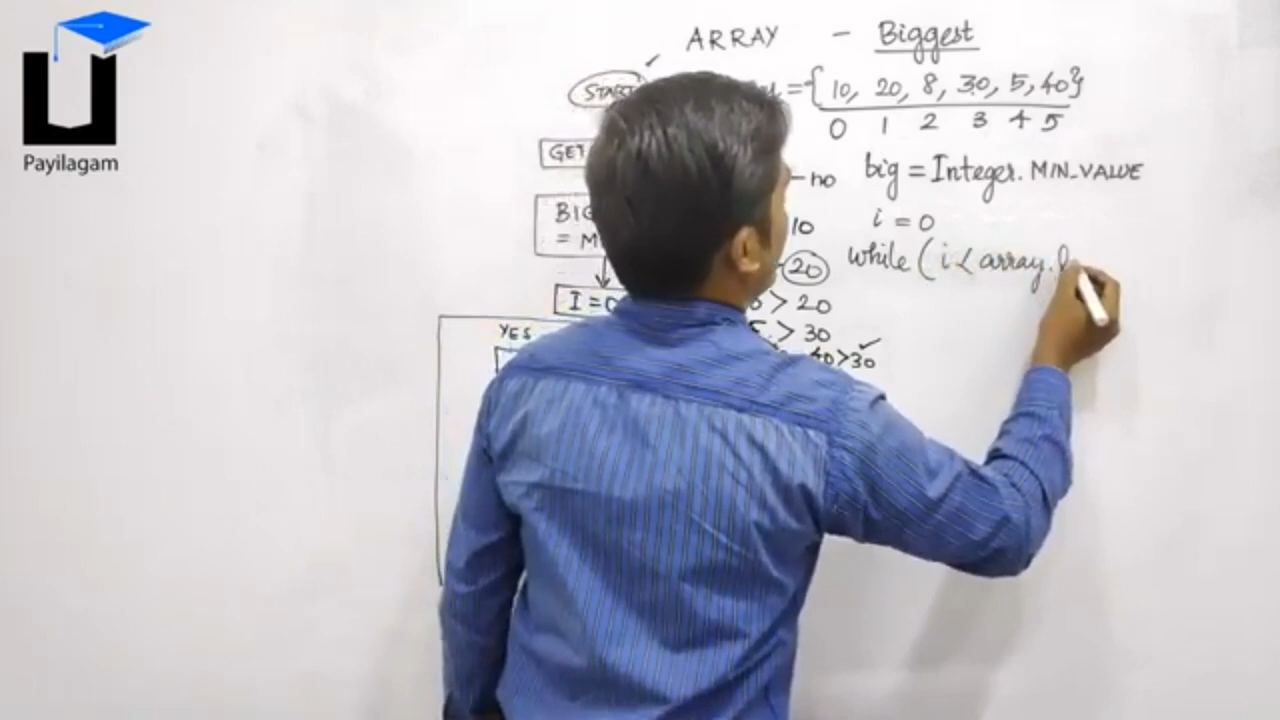 Payilagam
ARRAY - Biggest
START
= { 10, 20, 8, 30, 5, 40 }
0 1 2 3 4 5
GET
no
big = Integer. MIN_VALUE
BIG
= M
10
i = 0
20
while ( i < array.
I = 0
> 20
YES
> 30
40 > 30